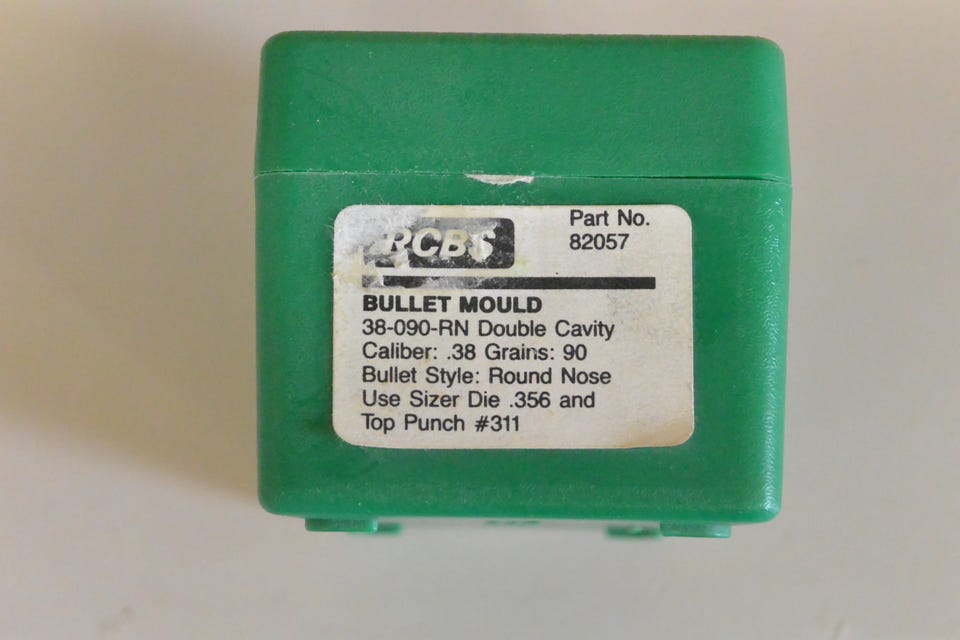 RCBS
Part No.
82057
BULLET MOULD
38-090-RN Double Cavity
Caliber: .38 Grains: 90
Bullet Style: Round Nose
Use Sizer Die .356 and
Top Punch #311